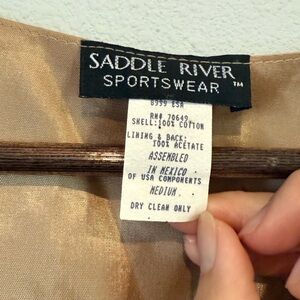 SADDLE RIVER
SPORTSWEAR ™
8999 ESA
RN# 70649
SHELL:100% COTTON
LINING & BACK:
100% ACETATE
ASSEMBLED
IN MEXICO
OF USA COMPONENTS
MEDIUM
DRY CLEAN ONLY